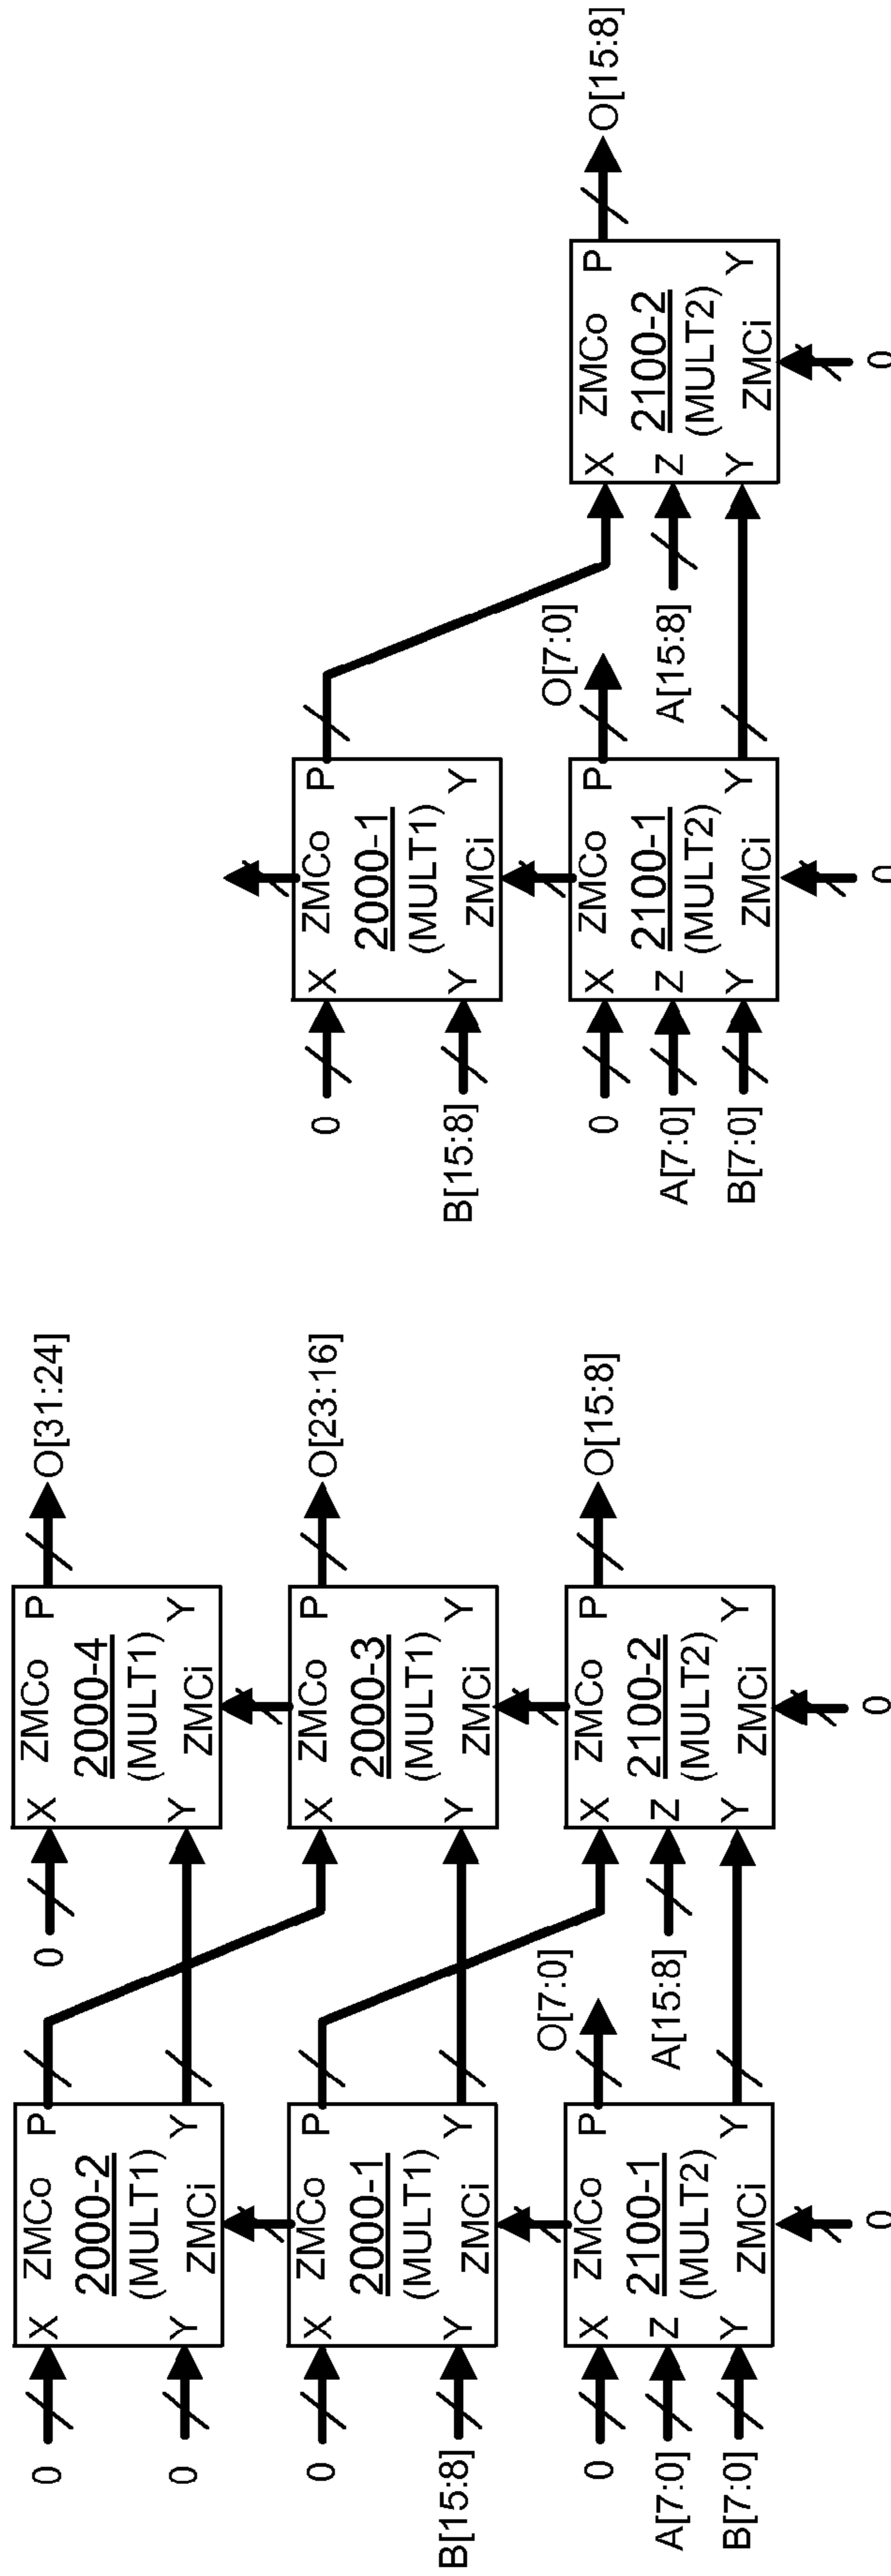 O[31:24]
0 X ZMCo P
2000-2
(MULT1)
0 Y ZMCi Y
0 X ZMCo P
2000-4
(MULT1)
Y ZMCi Y
O[23:16]
0 X ZMCo P
2000-1
(MULT1)
B[15:8] Y ZMCi Y
X ZMCo P
2000-3
(MULT1)
Y ZMCi Y
O[7:0]
O[15:8]
0 X ZMCo P
A[7:0] Z 2100-1
(MULT2)
B[7:0] Y ZMCi Y
0
X ZMCo P
A[15:8] Z 2100-2
(MULT2)
Y ZMCi Y
0
0 X ZMCo P
2000-1
(MULT1)
B[15:8] Y ZMCi Y
O[7:0]
O[15:8]
0 X ZMCo P
A[7:0] Z 2100-1
(MULT2)
B[7:0] Y ZMCi Y
0
X ZMCo P
A[15:8] Z 2100-2
(MULT2)
Y ZMCi Y
0